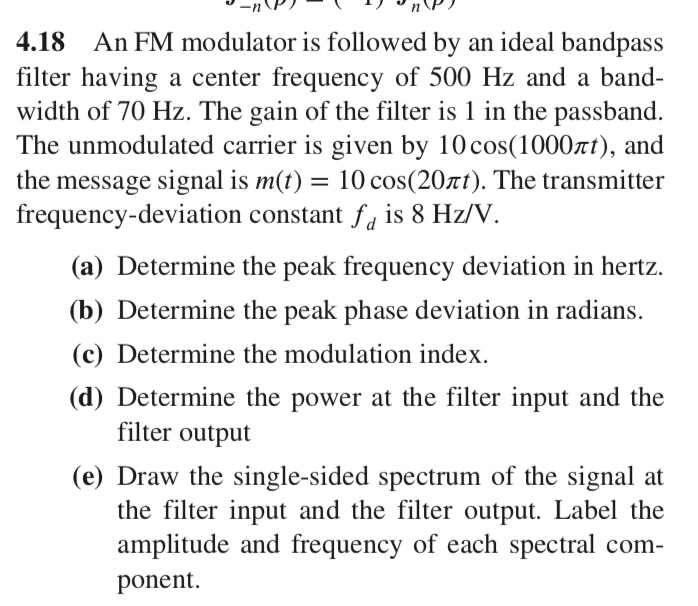 4.18 An FM modulator is followed by an ideal bandpass
filter having a center frequency of 500 Hz and a band-
width of 70 Hz. The gain of the filter is 1 in the passband.
The unmodulated carrier is given by 10 cos(1000πt), and
the message signal is m(t) = 10 cos(20πt). The transmitter
frequency-deviation constant f_d is 8 Hz/V.
(a) Determine the peak frequency deviation in hertz.
(b) Determine the peak phase deviation in radians.
(c) Determine the modulation index.
(d) Determine the power at the filter input and the
filter output
(e) Draw the single-sided spectrum of the signal at
the filter input and the filter output. Label the
amplitude and frequency of each spectral com-
ponent.